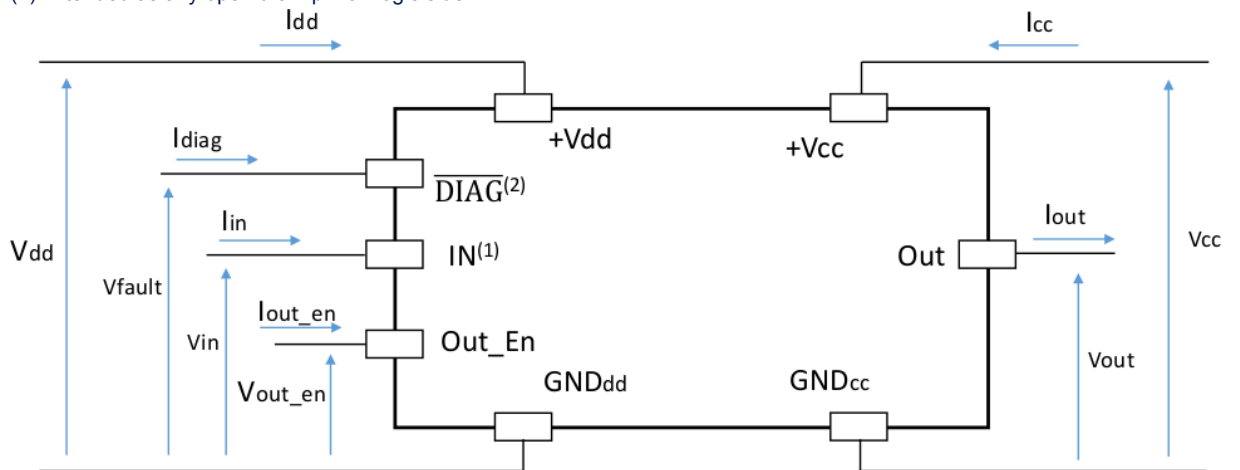 Idd
Icc
+Vdd
+Vcc
Idiag
DIAG(2)
Iin
IN(1)
Iout
Out
Vdd
Vcc
Vfault
Iout_en
Out_En
Vin
Vout
Vout_en
GNDdd
GNDcc